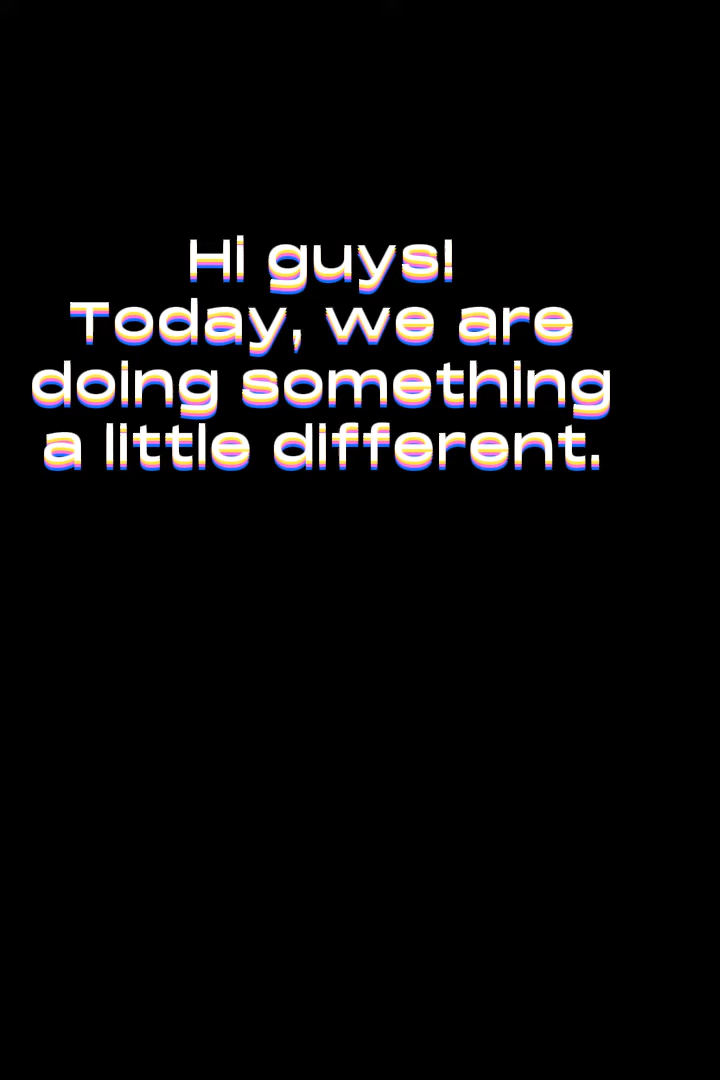 Hi guys!
Today, we are
doing something
a little different.